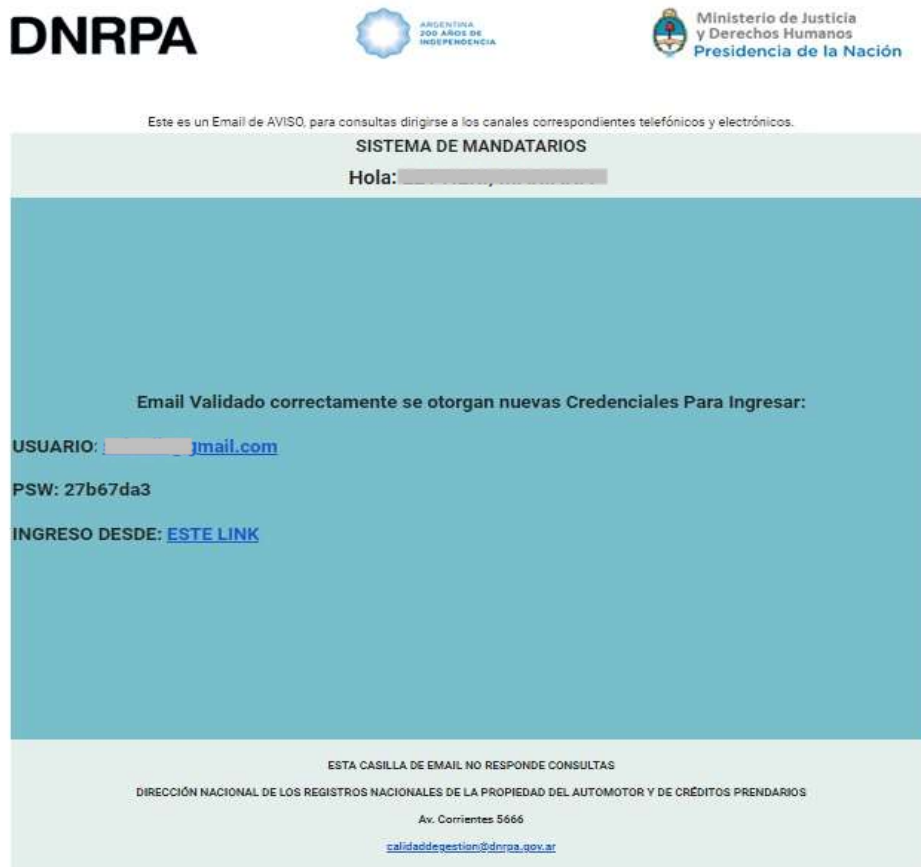 DNRPA
ARGENTINA
200 AÑOS DE
INDEPENDENCIA
Ministerio de Justicia
y Derechos Humanos
Presidencia de la Nación
Este es un Email de AVISO, para consultas dirigirse a los canales correspondientes telefónicos y electrónicos.
SISTEMA DE MANDATARIOS
Hola:
Email Validado correctamente se otorgan nuevas Credenciales Para Ingresar:
USUARIO: gmail.com
PSW: 27b67da3
INGRESO DESDE: ESTE LINK
ESTA CASILLA DE EMAIL NO RESPONDE CONSULTAS
DIRECCIÓN NACIONAL DE LOS REGISTROS NACIONALES DE LA PROPIEDAD DEL AUTOMOTOR Y DE CRÉDITOS PRENDARIOS
Av. Corrientes 5666
calidaddegestion@dnrpa.gov.ar